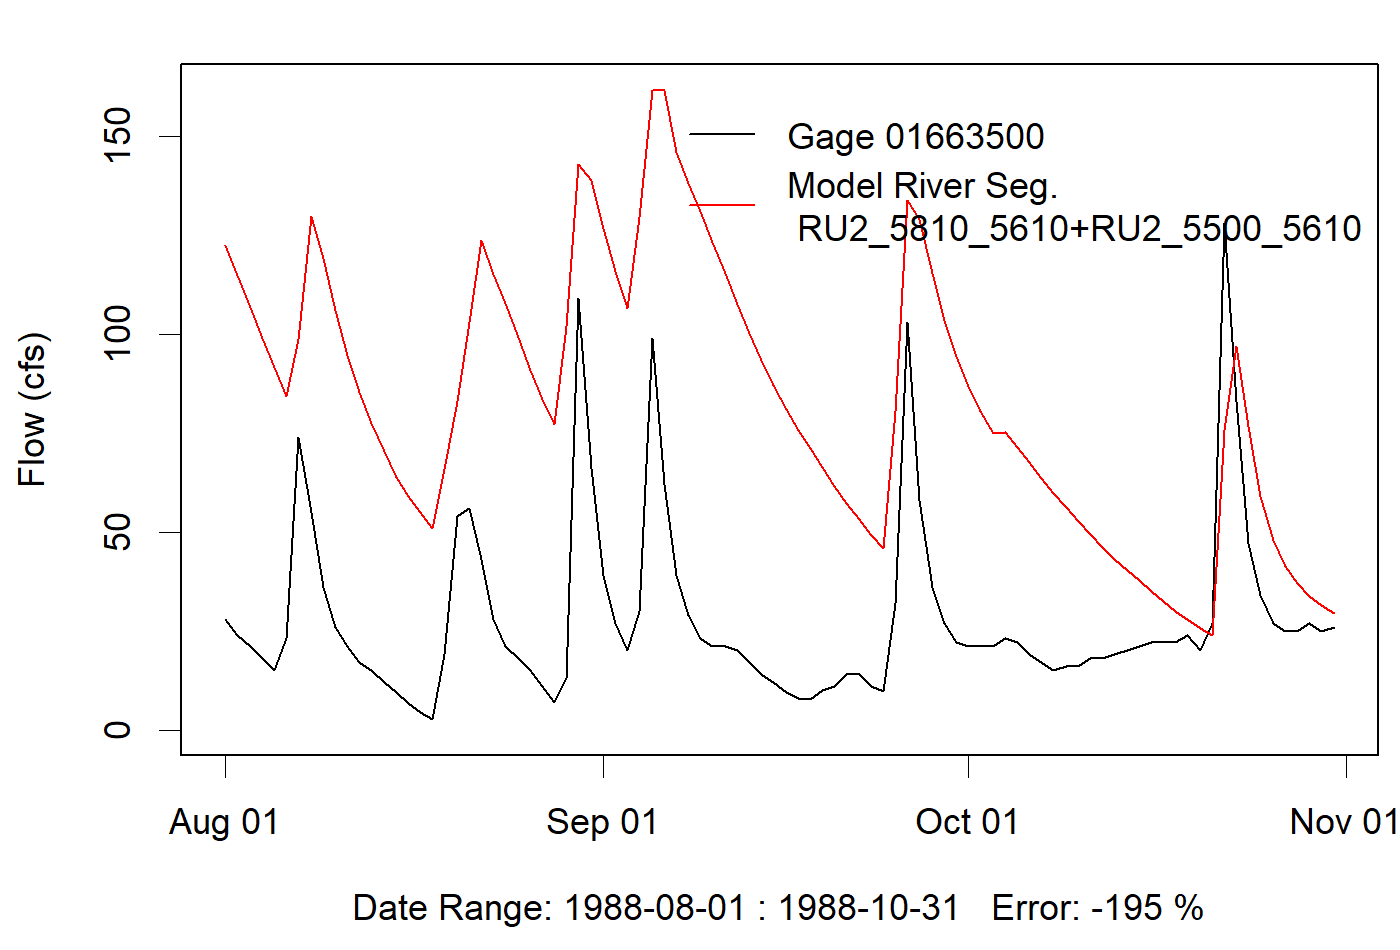 150
100
50
0
Flow (cfs)
Gage 01663500
Model River Seg.
RU2_5810_5610+RU2_5500_5610
Aug 01
Sep 01
Oct 01
Nov 01
Date Range: 1988-08-01 : 1988-10-31   Error: -195 %